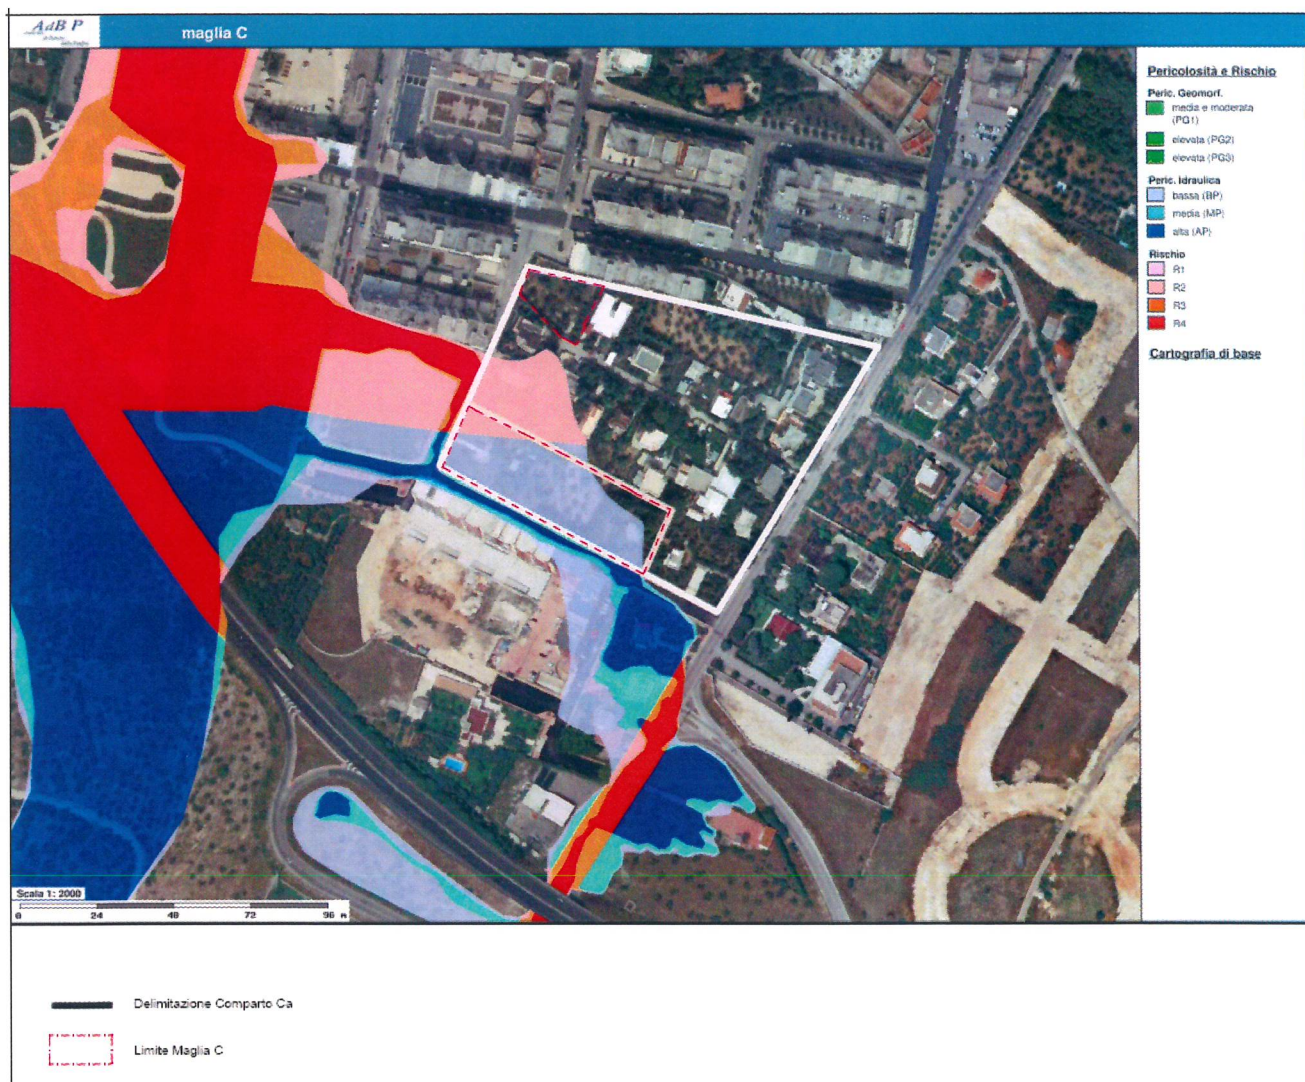 AdB P
maglia C
Pericolosità e Rischio
Peric. Geomorf.
media e moderata
(PG1)
elevata (PG2)
elevata (PG3)
Peric. Idraulica
bassa (BP)
media (MP)
alta (AP)
Rischio
R1
R2
R3
R4
Cartografia di base
Scala 1: 2000
0 24 48 72 96 m
Delimitazione Comparto Ca
Limite Maglia C